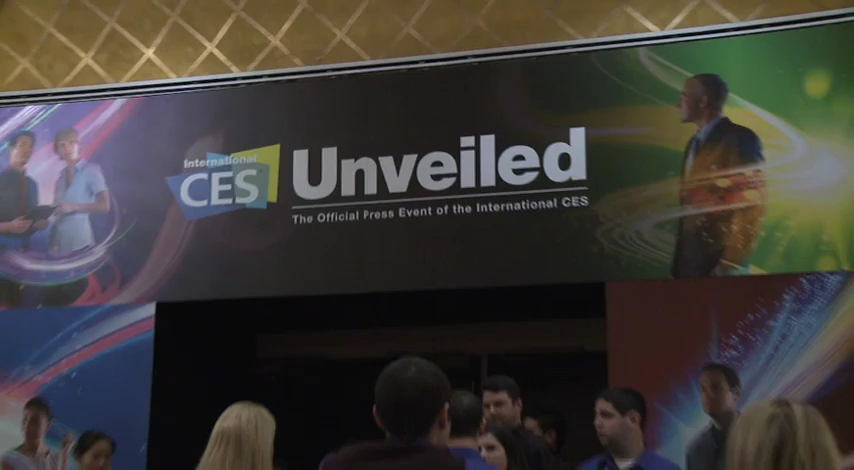 International
CES
Unveiled
The Official Press Event of the International CES